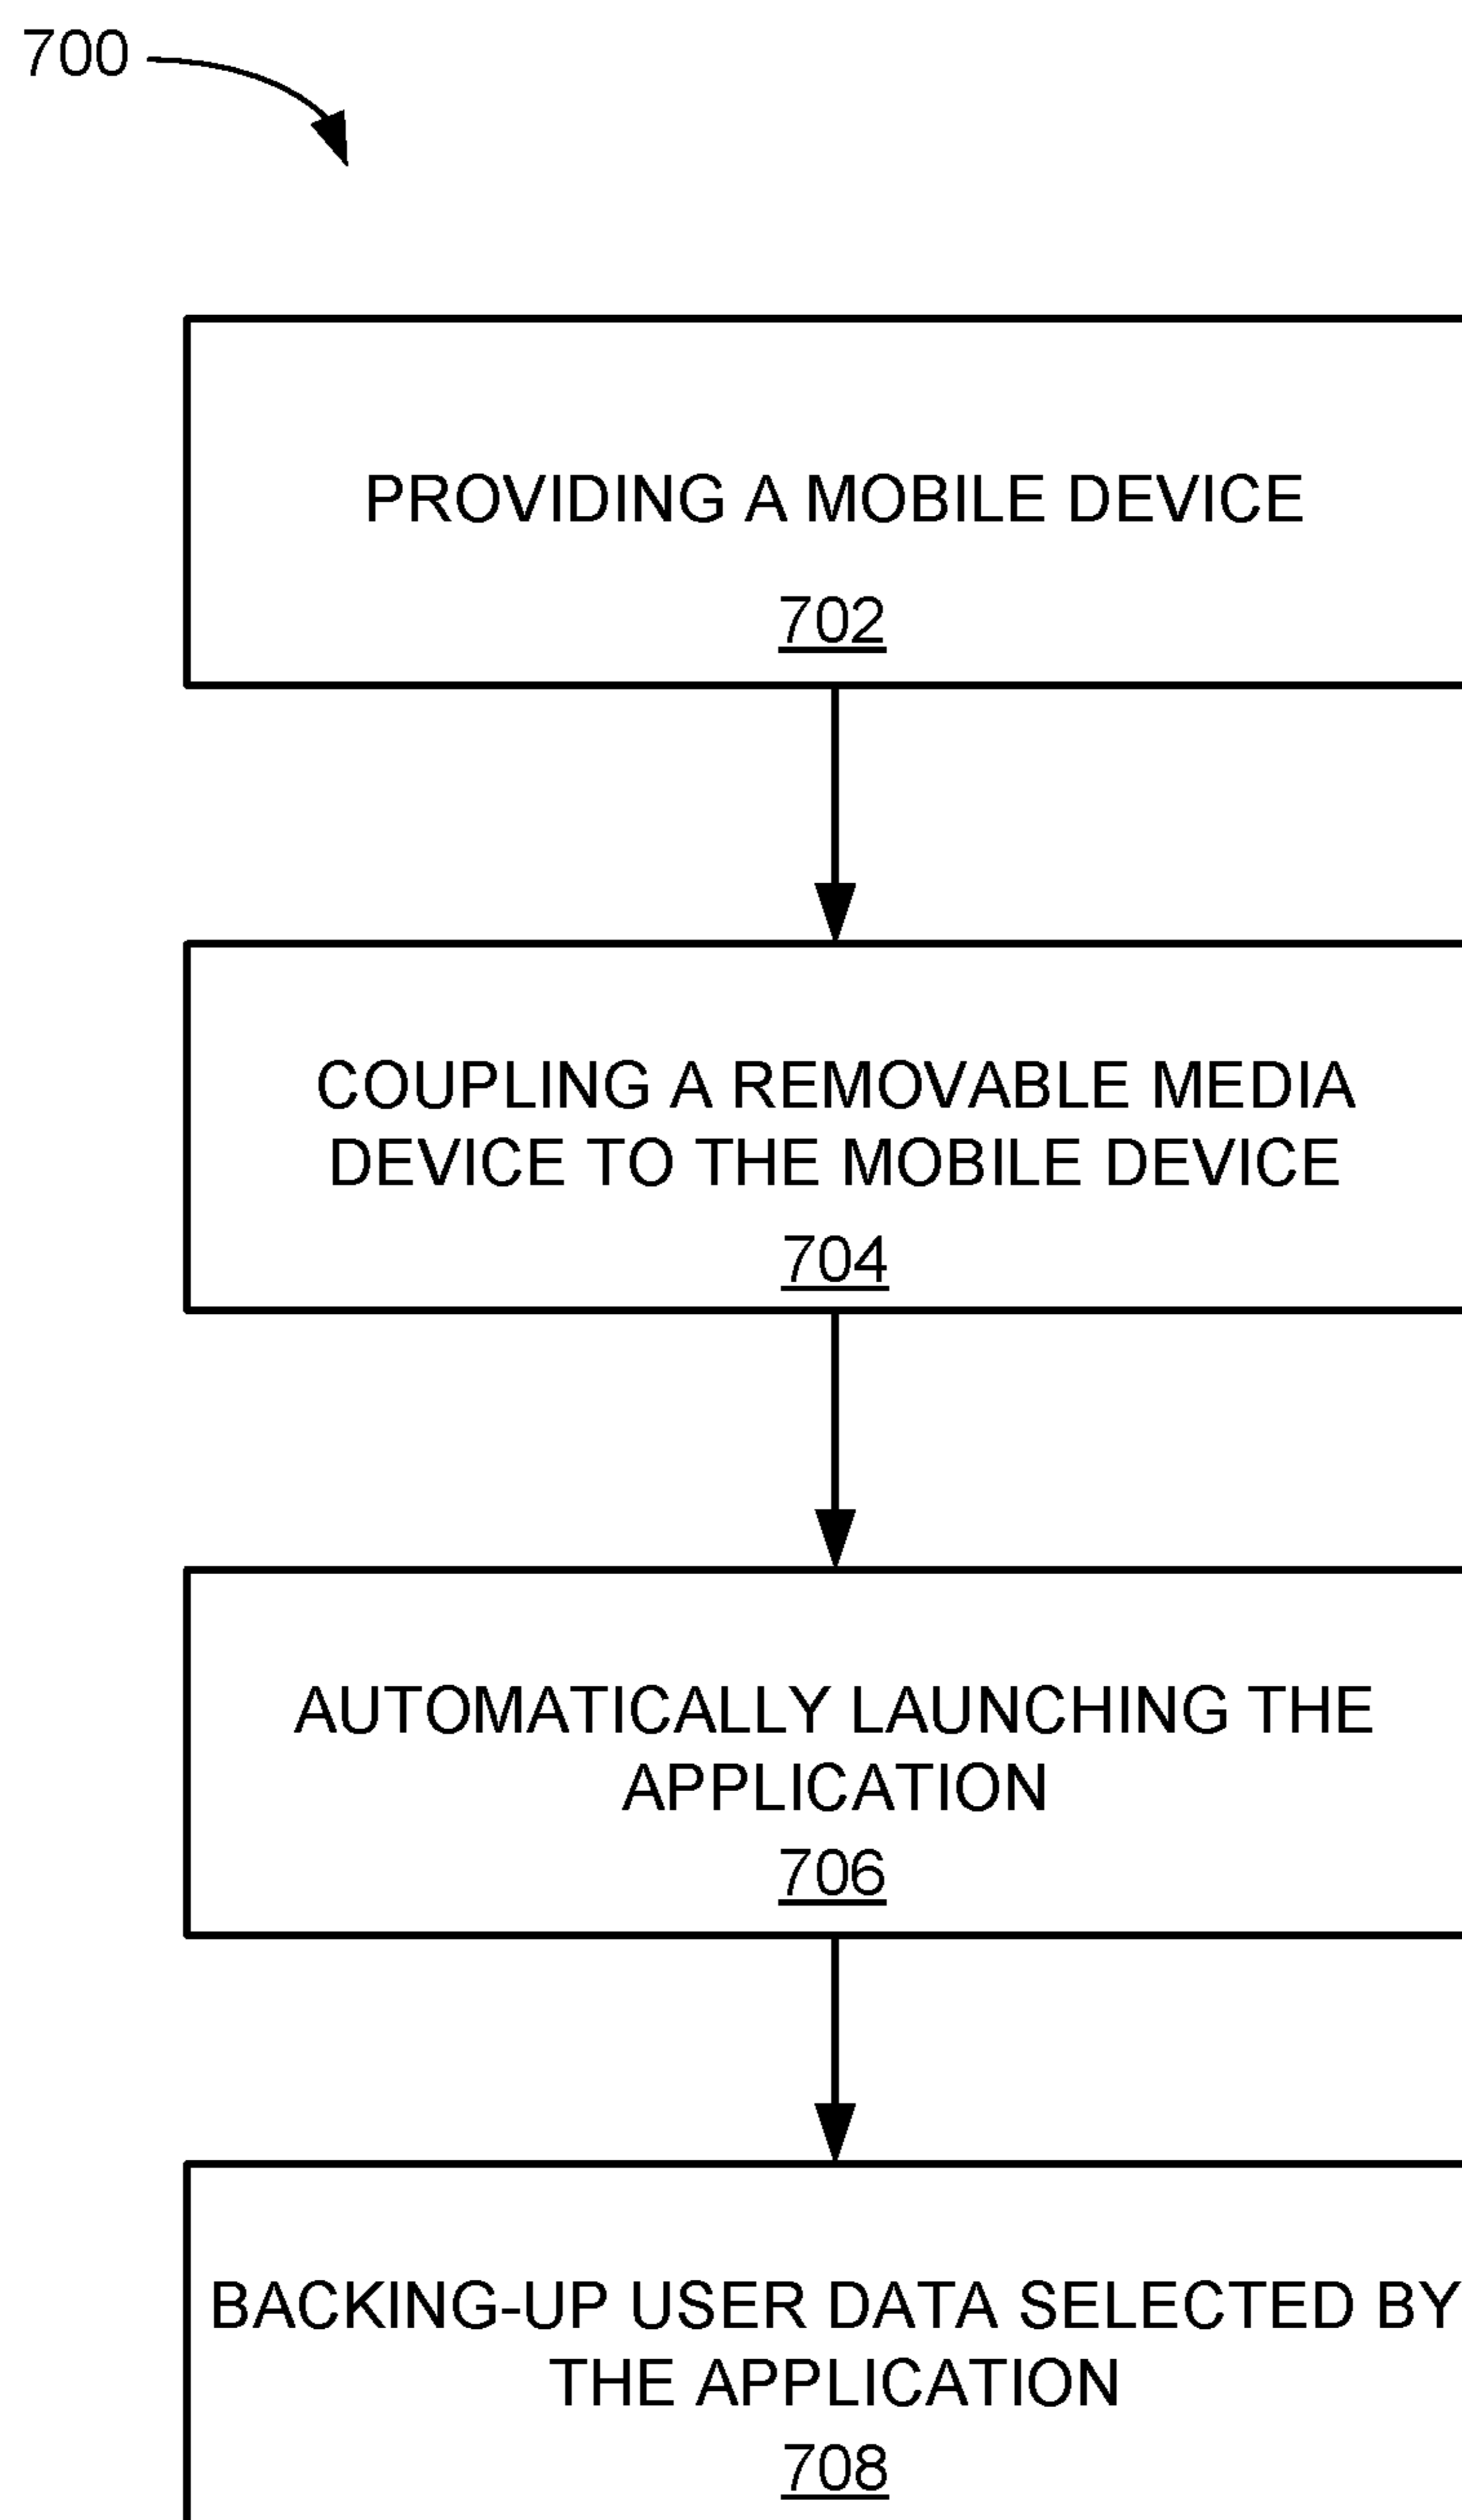 700
PROVIDING A MOBILE DEVICE
702
COUPLING A REMOVABLE MEDIA
DEVICE TO THE MOBILE DEVICE
704
AUTOMATICALLY LAUNCHING THE
APPLICATION
706
BACKING-UP USER DATA SELECTED BY
THE APPLICATION
708